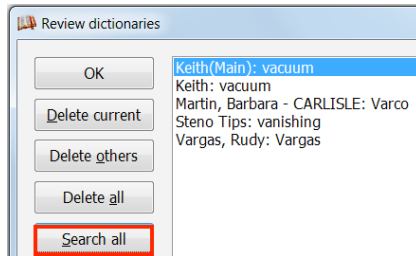 Review dictionaries
OK
Delete current
Delete others
Delete all
Search all
Keith(Main): vacuum
Keith: vacuum
Martin, Barbara - CARLISLE: Varco
Steno Tips: vanishing
Vargas, Rudy: Vargas